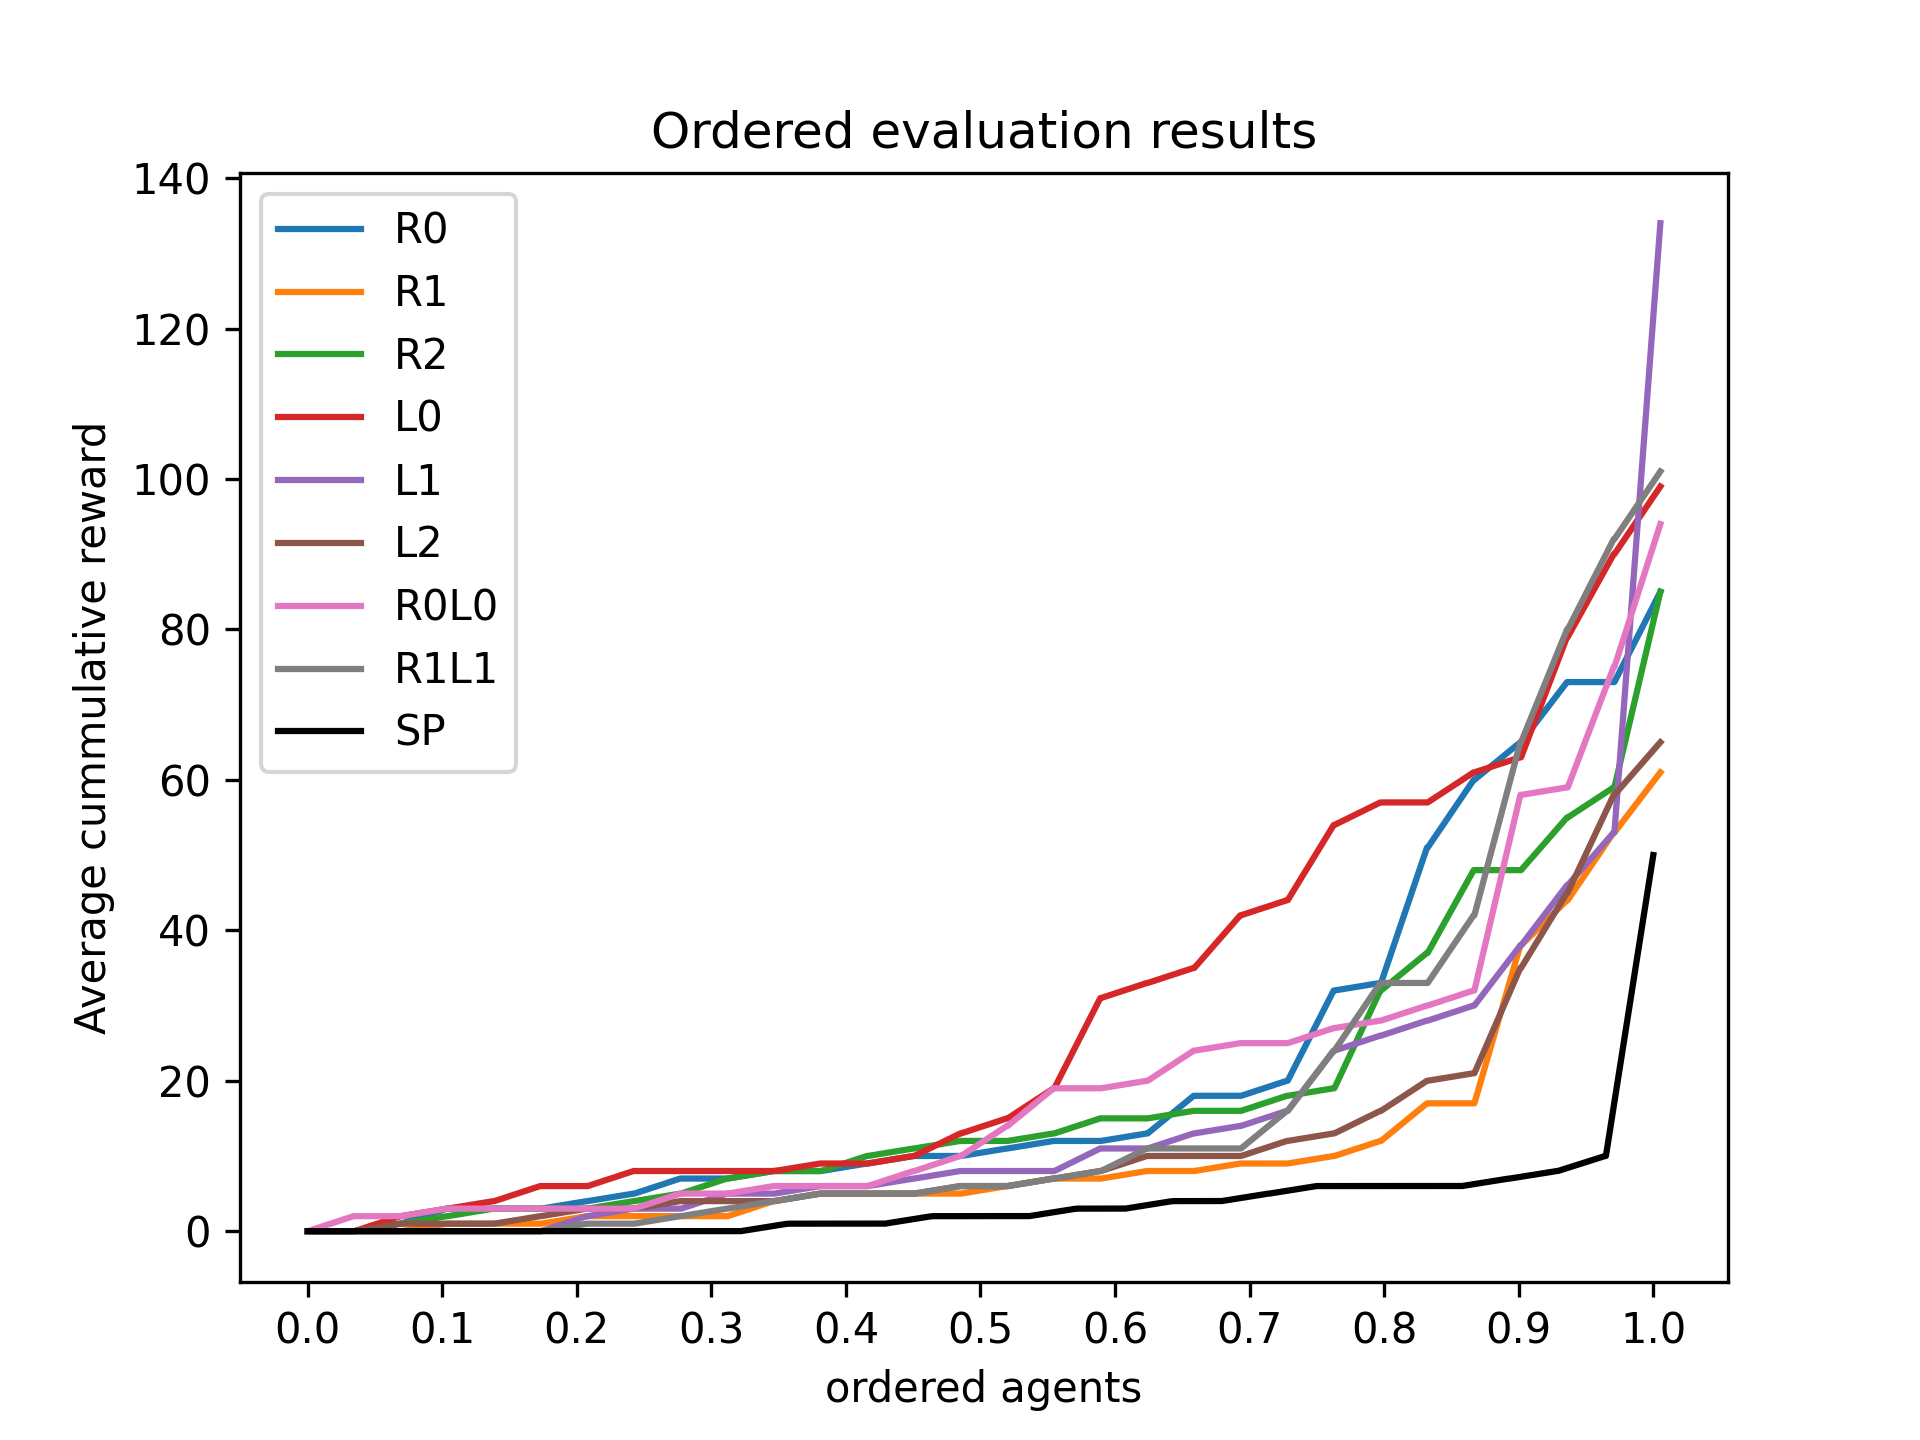 Ordered evaluation results
140
120
100
80
60
40
20
0
Average cummulative reward
R0
R1
R2
L0
L1
L2
R0L0
R1L1
SP
0.0 0.1 0.2 0.3 0.4 0.5 0.6 0.7 0.8 0.9 1.0
ordered agents